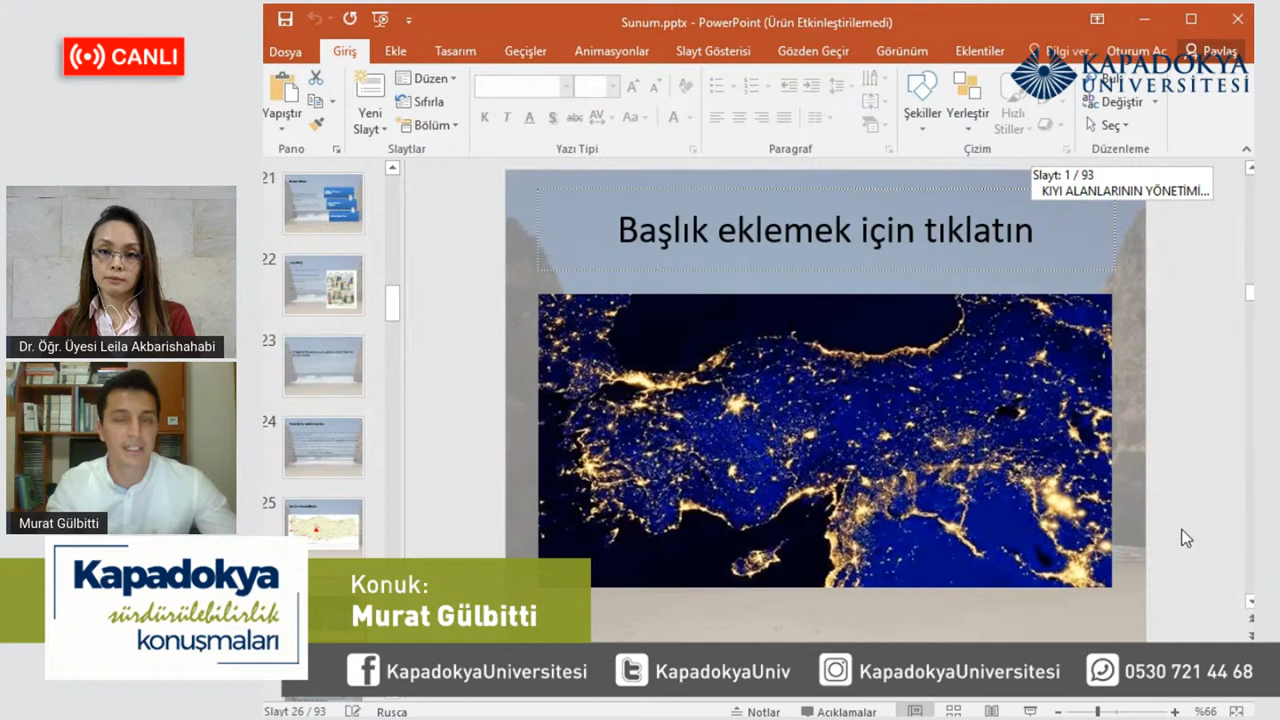 CANLI
Sunum.pptx - PowerPoint (Ürün Etkinleştirilemedi)
Dosya Giriş Ekle Tasarım Geçişler Animasyonlar Slayt Gösterisi Gözden Geçir Görünüm Eklentiler Oturum Aç Paylaş
KAPADOKYA
ÜNİVERSİTESİ
Yapıştır
Yeni
Slayt
Düzen
Sıfırla
Bölüm
Şekiller
Yerleştir
Hızlı
Stiller
Bul
Değiştir
Seç
Pano Slaytlar Yazı Tipi Paragraf Çizim Düzenleme
Slayt: 1 / 93
KIYI ALANLARININ YÖNETİMİ...
21
22
23
24
25
Başlık eklemek için tıklatın
Dr. Öğr. Üyesi Leila Akbarishahabi
Murat Gülbitti
Kapadokya
sürdürülebilirlik
konuşmaları
Konuk:
Murat Gülbitti
KapadokyaUniversitesi KapadokyaUniv KapadokyaUniversitesi 0530 721 44 68
Slayt 26 / 93 Rusca Notlar Açıklamalar %66